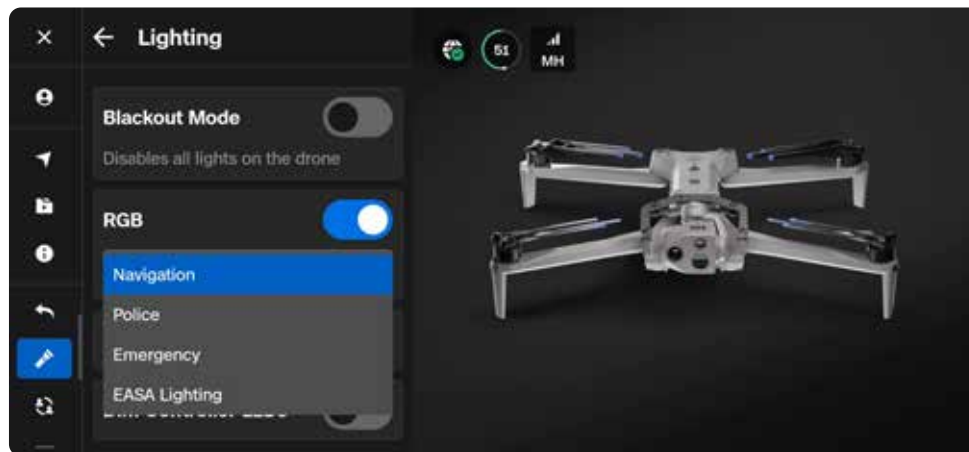 Lighting
51
MH
Blackout Mode
Disables all lights on the drone
RGB
Navigation
Police
Emergency
EASA Lighting